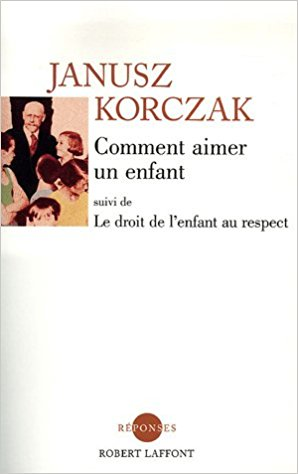 JANUSZ
KORCZAK
Comment aimer
un enfant
suivi de
Le droit de l'enfant au respect
RÉPONSES
ROBERT LAFFONT